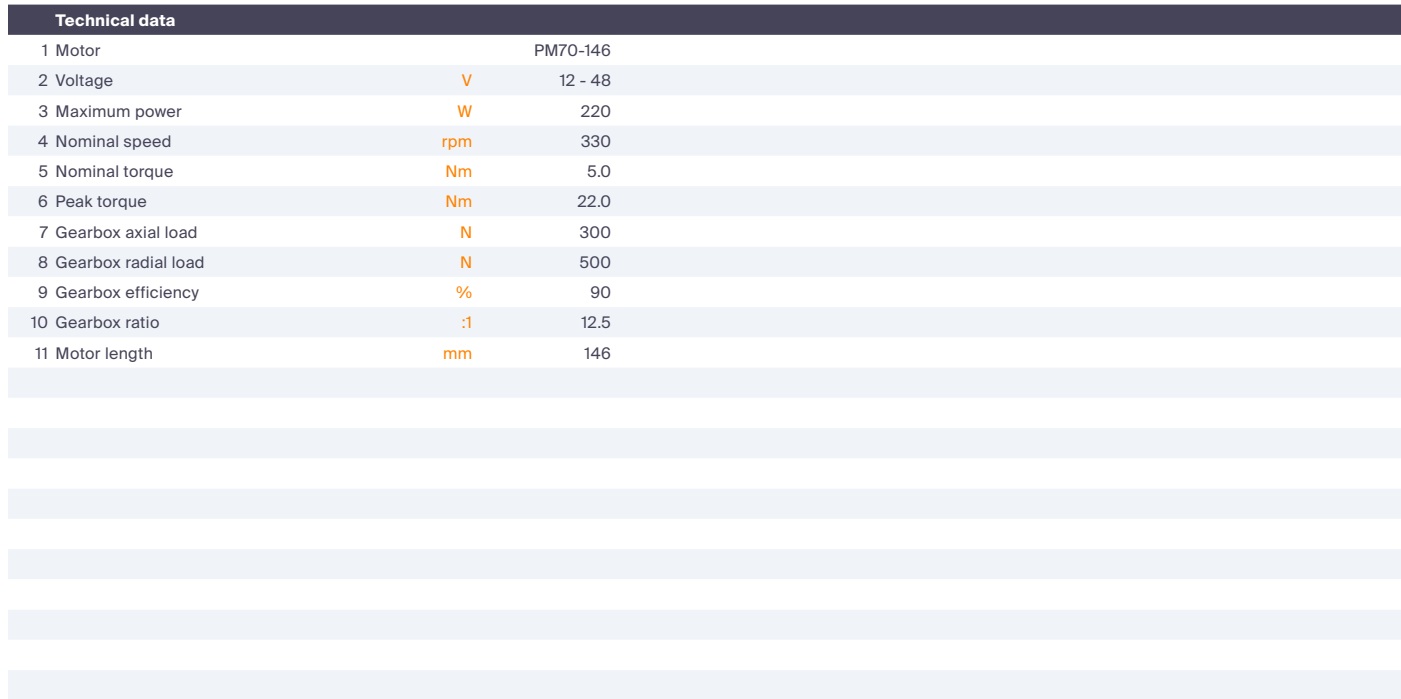 Technical data
1 Motor PM70-146
2 Voltage V 12 - 48
3 Maximum power W 220
4 Nominal speed rpm 330
5 Nominal torque Nm 5.0
6 Peak torque Nm 22.0
7 Gearbox axial load N 300
8 Gearbox radial load N 500
9 Gearbox efficiency % 90
10 Gearbox ratio :1 12.5
11 Motor length mm 146